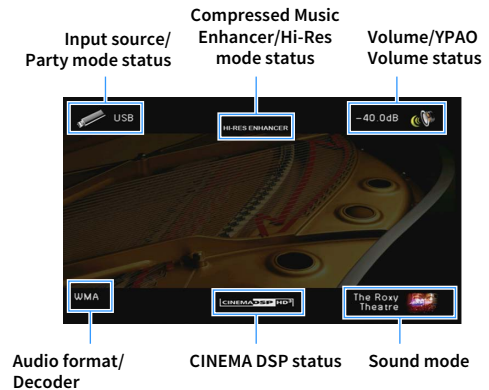 Compressed Music
Enhancer/Hi-Res
mode status
Input source/
Party mode status
Volume/YPAO
Volume status
USB
HI-RES ENHANCER
-40.0dB
WMA
CINEMA DSP HD³
The Roxy
Theatre
Audio format/
Decoder
CINEMA DSP status
Sound mode